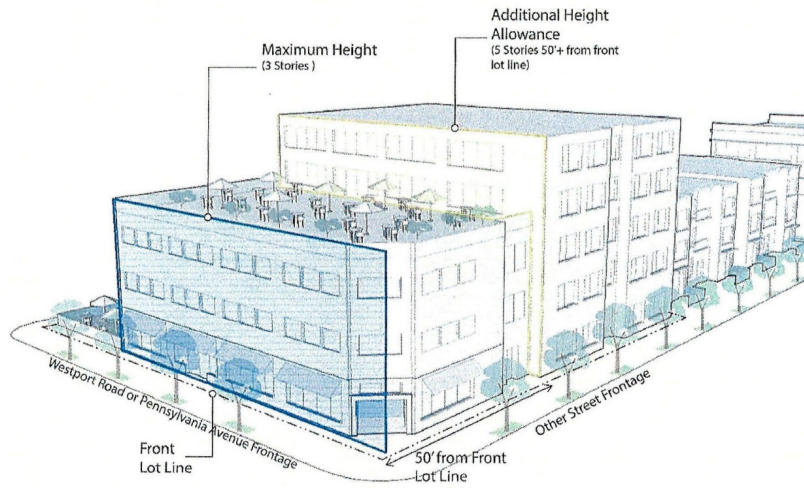 Additional Height
Allowance
(5 Stories 50'+ from front
lot line)
Maximum Height
(3 Stories )
Westport Road or Pennsylvania Avenue Frontage
Other Street Frontage
Front
Lot Line
50' from Front
Lot Line